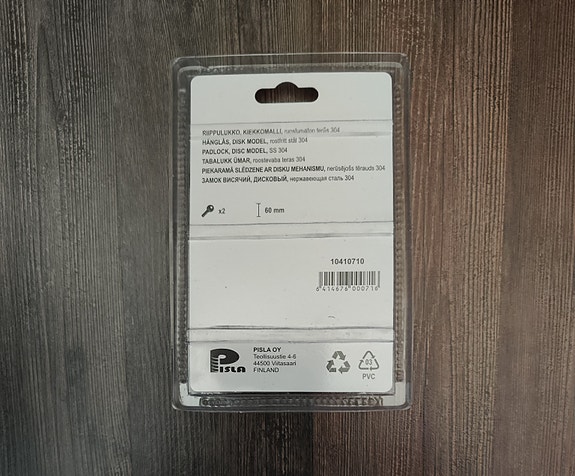 RIIPPULUKKO, KIEKKOMALLI, ruostumaton teräs 304
HÄNGLÅS, DISK MODEL, rostfritt stål 304
PADLOCK, DISC MODEL, SS 304
TABALUKK ÜMAR, roostevaba teras 304
PIEKARAMĀ SLĒDZENE AR DISKU MEHANISMU, nerūsējošs tērauds 304
ЗАМОК ВИСЯЧИЙ, ДИСКОВЫЙ, нержавеющая сталь 304
x2 60 mm
10410710
6 414676 000718
PISLA
PISLA OY
Teollisuustie 4-6
44500 Viitasaari
FINLAND
03
PVC